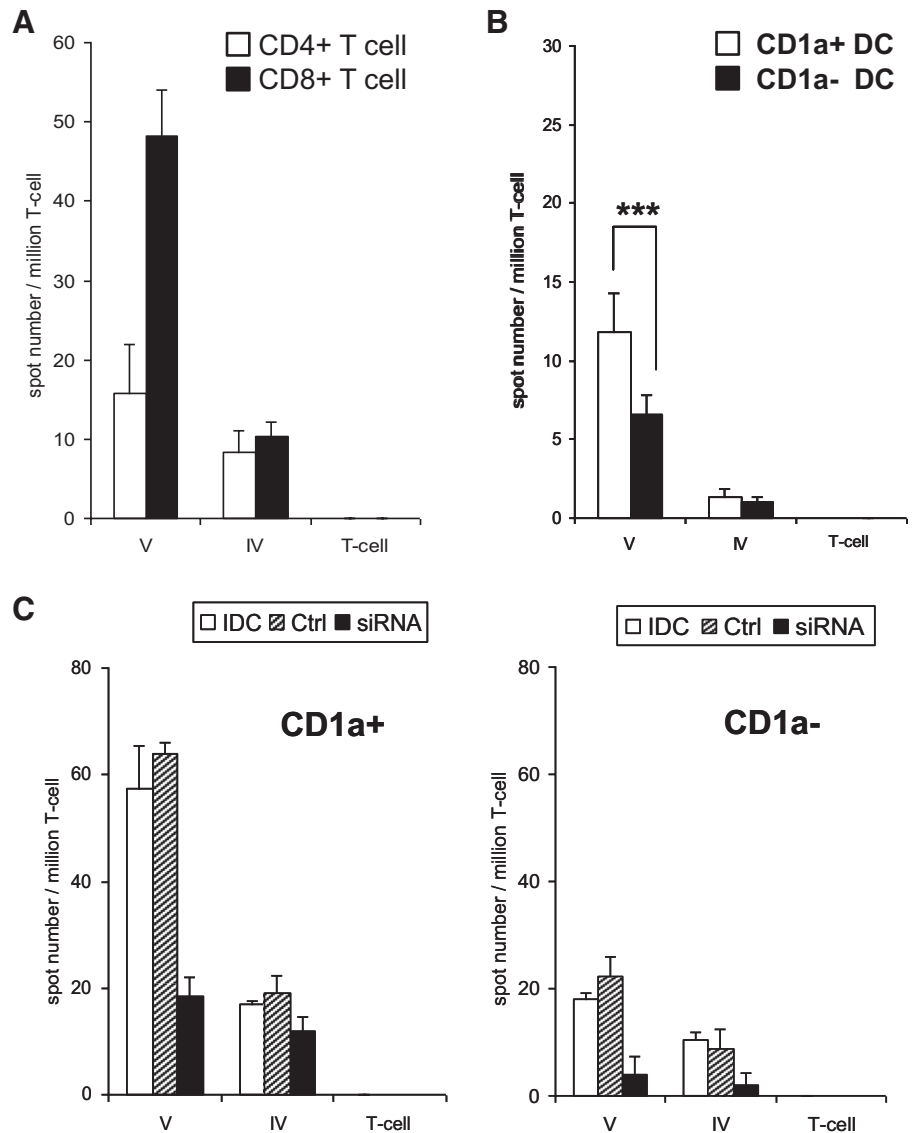 A
CD4+ T cell
CD8+ T cell
60
50
40
30
20
10
0
spot number / million T-cell
V IV T-cell
B
CD1a+ DC
CD1a- DC
30
25
20
15
10
5
0
spot number / million T-cell
***
V IV T-cell
C
IDC Ctrl siRNA
80
60
40
20
0
spot number / million T-cell
CD1a+
V IV T-cell
IDC Ctrl siRNA
80
60
40
20
0
spot number / million T-cell
CD1a-
V IV T-cell